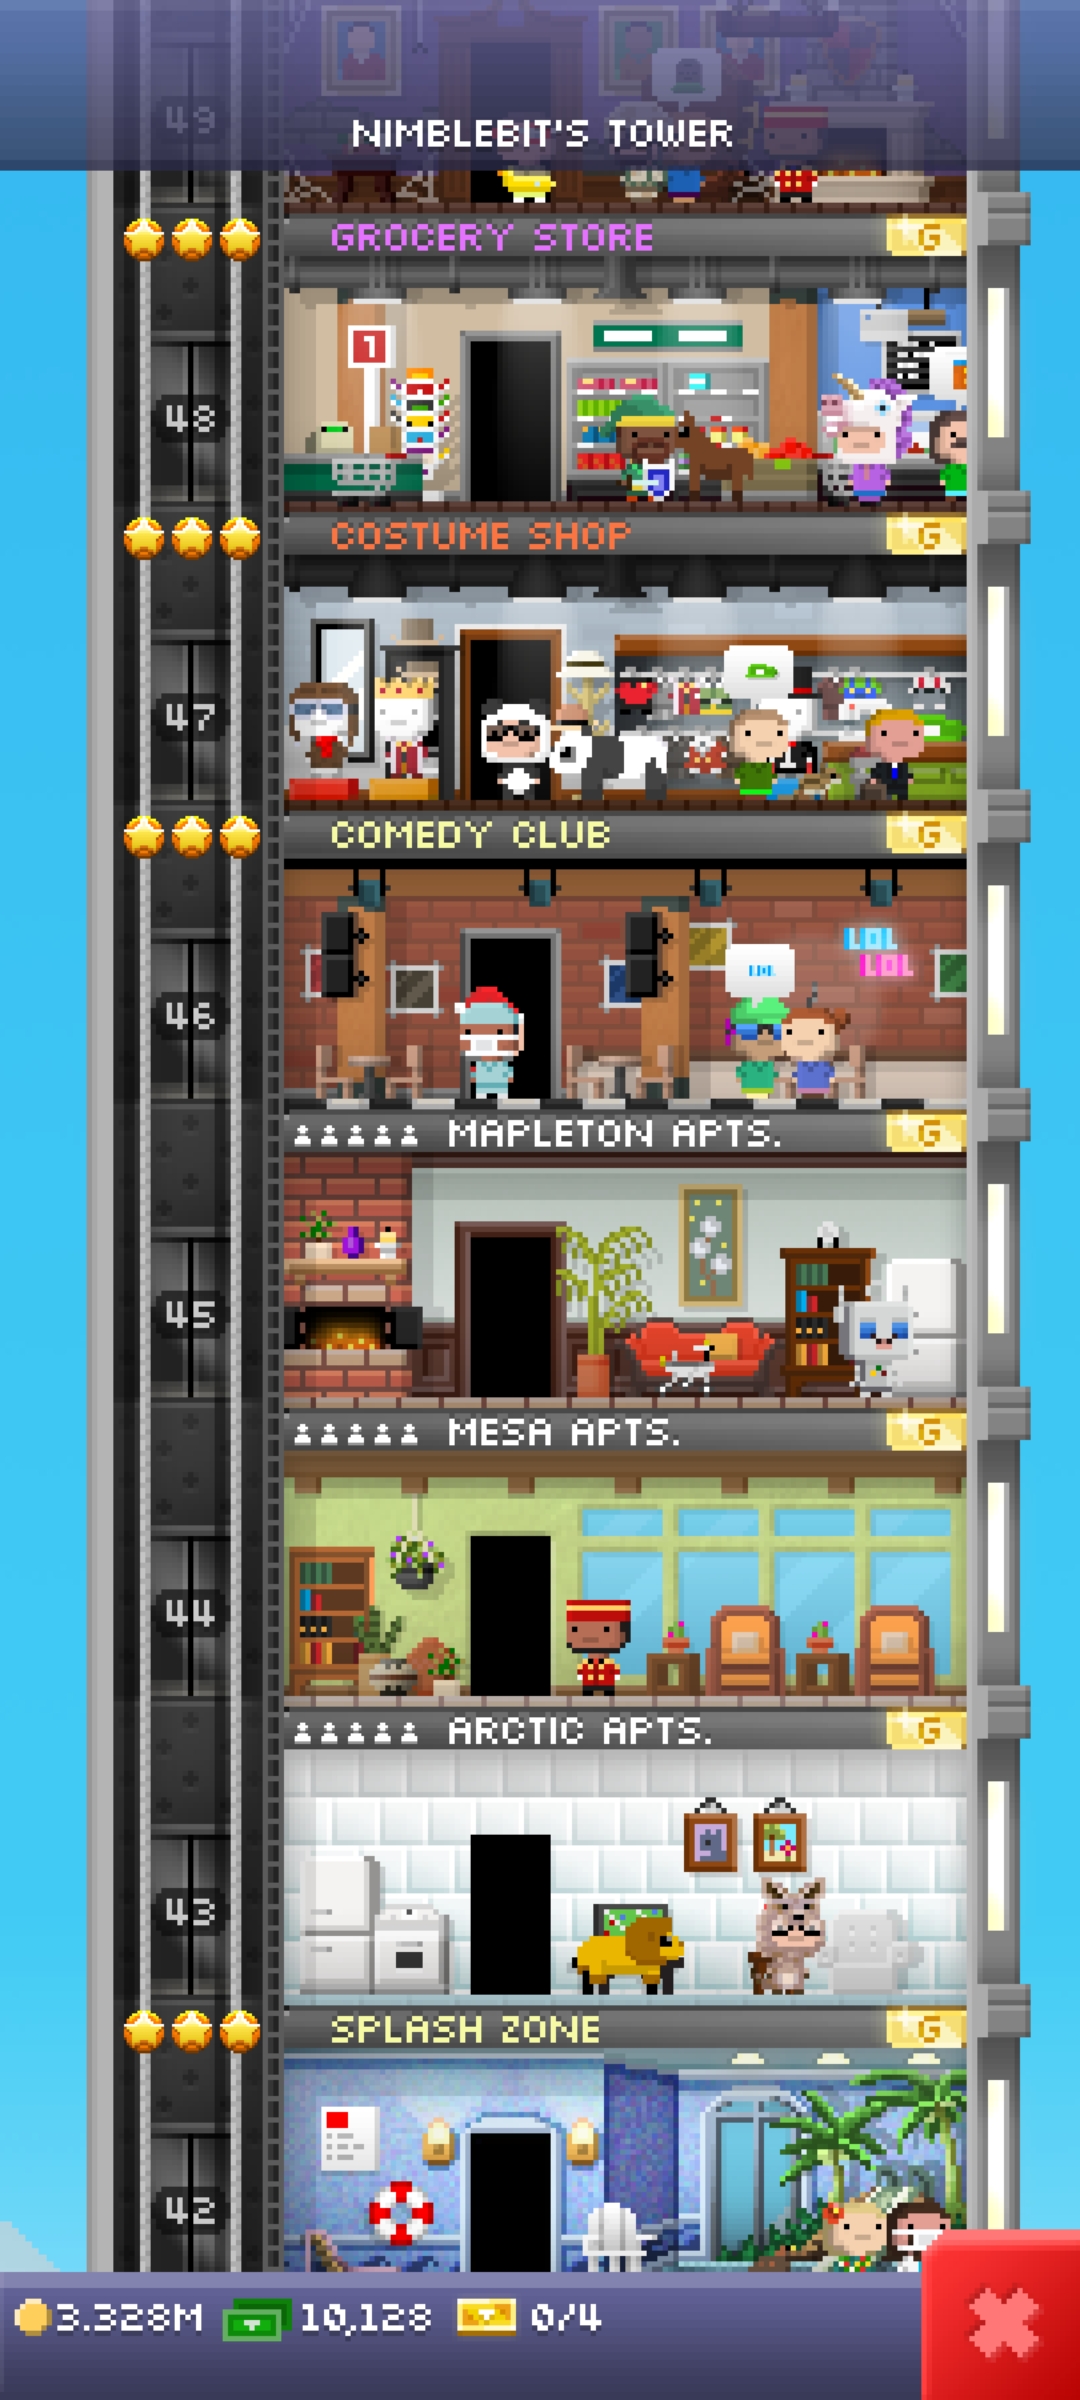 49
NIMBLEBIT'S TOWER
GROCERY STORE G
1
48
COSTUME SHOP G
47
COMEDY CLUB G
LOL
LOL
LOL
46
MAPLETON APTS. G
45
MESA APTS. G
44
ARCTIC APTS. G
43
SPLASH ZONE G
42
3.328M 10,128 0/4